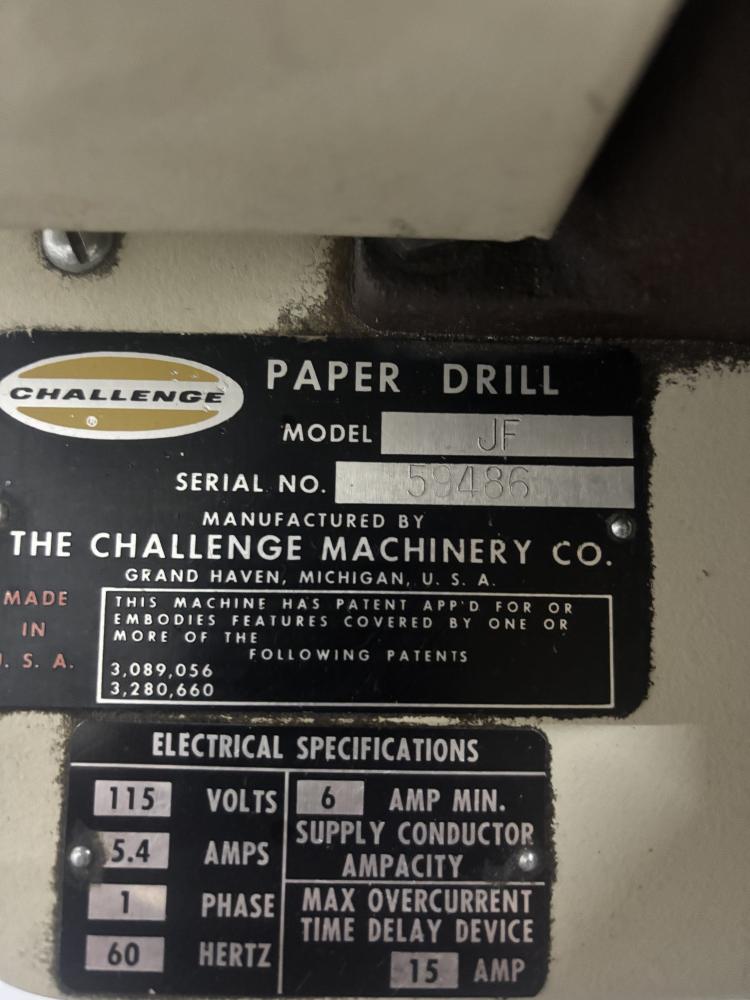 CHALLENGE
®
PAPER DRILL
MODEL JF
SERIAL NO. 59486
MANUFACTURED BY
THE CHALLENGE MACHINERY CO.
GRAND HAVEN, MICHIGAN, U. S. A.
MADE
IN
U. S. A.
THIS MACHINE HAS PATENT APP'D FOR OR
EMBODIES FEATURES COVERED BY ONE OR
MORE OF THE
FOLLOWING PATENTS
3,089,056
3,280,660
ELECTRICAL SPECIFICATIONS
115 VOLTS
5.4 AMPS
1 PHASE
60 HERTZ
6 AMP MIN.
SUPPLY CONDUCTOR
AMPACITY
MAX OVERCURRENT
TIME DELAY DEVICE
15 AMP